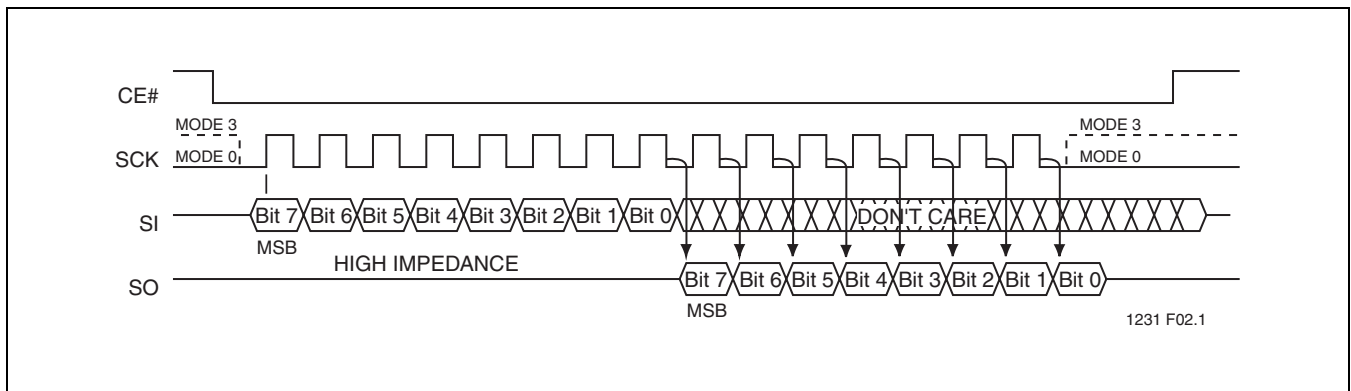 CE#
MODE 3
MODE 3
SCK
MODE 0
MODE 0
SI
Bit 7 Bit 6 Bit 5 Bit 4 Bit 3 Bit 2 Bit 1 Bit 0
DON'T CARE
MSB
HIGH IMPEDANCE
SO
Bit 7 Bit 6 Bit 5 Bit 4 Bit 3 Bit 2 Bit 1 Bit 0
MSB
1231 F02.1